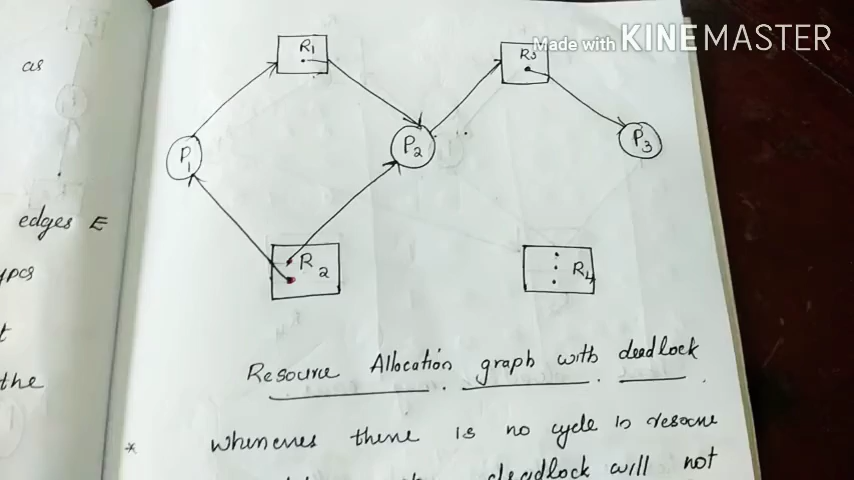 Made with KINEMASTER
as
R1
R3
P1
P2
P3
edges E
R2
R4
ypes
t
the
Resource Allocation graph with deadlock.
* whenever there is no cycle in resource
deadlock will not